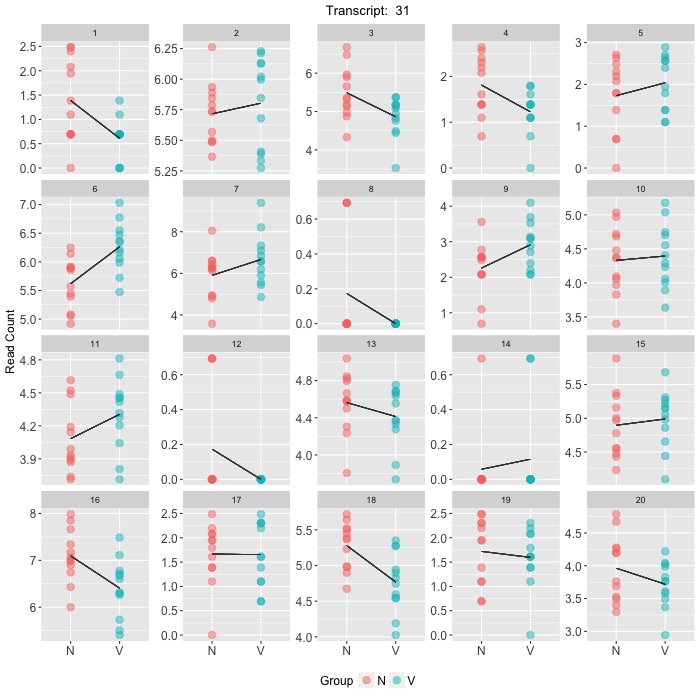 Transcript: 31
1 2 3 4 5
2.5 6.25 6 2 3
2.0 6.00 5 0 2
1.5 5.75 4 1
1.0 5.50 0
0.5 5.25
0.0
6 7 8 9 10
7.0 8 0.6 4 5.0
6.5 6 0.4 3 4.5
6.0 4 0.2 2 4.0
5.5 0.0 1 3.5
5.0
Read Count
11 12 13 14 15
4.8 0.6 4.8 0.6 5.5
4.5 0.4 4.4 0.4 5.0
4.2 0.2 4.0 0.2 4.5
3.9 0.0 0.0
16 17 18 19 20
8 2.5 5.5 2.5 4.5
7 2.0 5.0 2.0 4.0
6 1.5 4.5 1.5 3.5
1.0 4.0 1.0 3.0
0.5 0.5
0.0 0.0
N V N V N V N V N V
Group N V